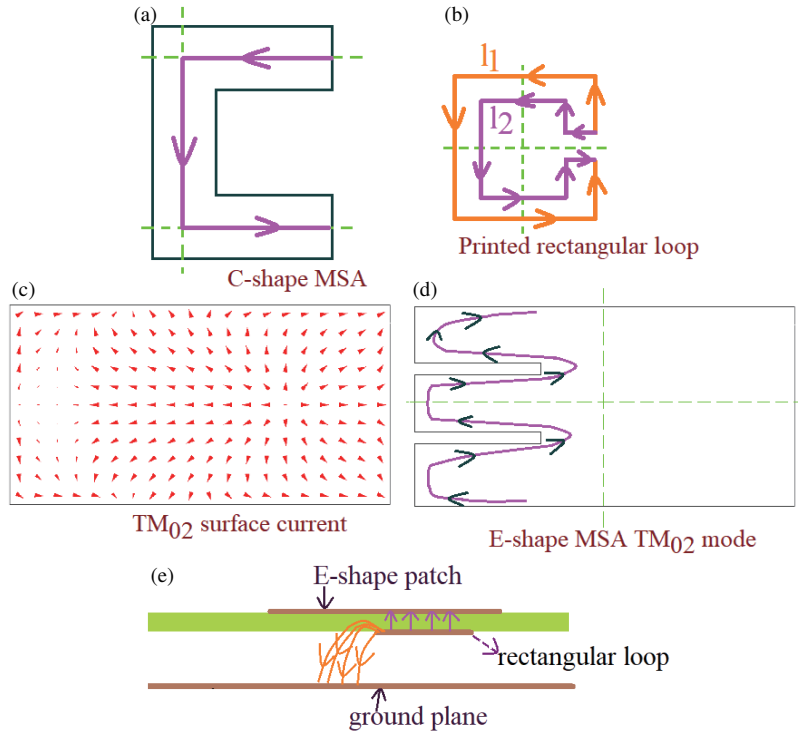 (a)
C-shape MSA
(b)
l1
l2
Printed rectangular loop
(c)
TM02 surface current
(d)
E-shape MSA TM02 mode
(e)
E-shape patch
rectangular loop
ground plane